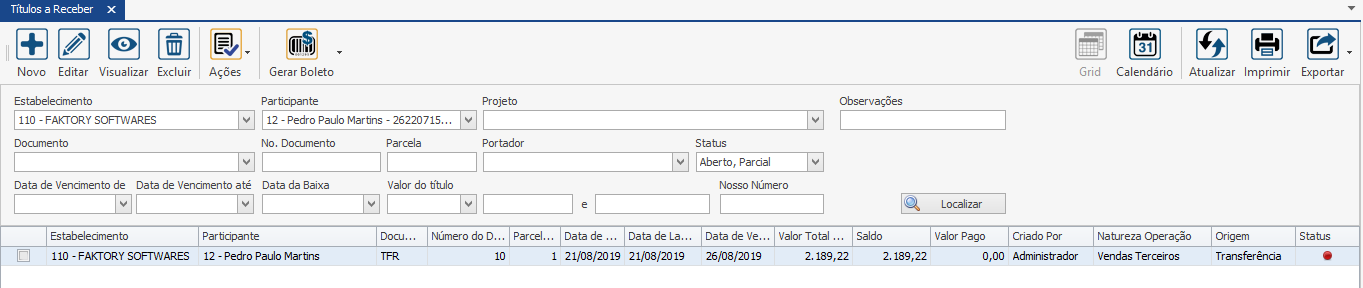 Títulos a Receber
Novo Editar Visualizar Excluir Ações Gerar Boleto Grid 31 Calendário Atualizar Imprimir Exportar
Estabelecimento Participante Projeto Observações
110 - FAKTORY SOFTWARES 12 - Pedro Paulo Martins - 26220715...
Documento No. Documento Parcela Portador Status
Aberto, Parcial
Data de Vencimento de Data de Vencimento até Data da Baixa Valor do título Nosso Número
e Localizar
Estabelecimento Participante Docu... Número do D... Parcel... Data de ... Data de La... Data de Ve... Valor Total ... Saldo Valor Pago Criado Por Natureza Operação Origem Status
110 - FAKTORY SOFTWARES 12 - Pedro Paulo Martins TFR 10 1 21/08/2019 21/08/2019 26/08/2019 2.189,22 2.189,22 0,00 Administrador Vendas Terceiros Transferência